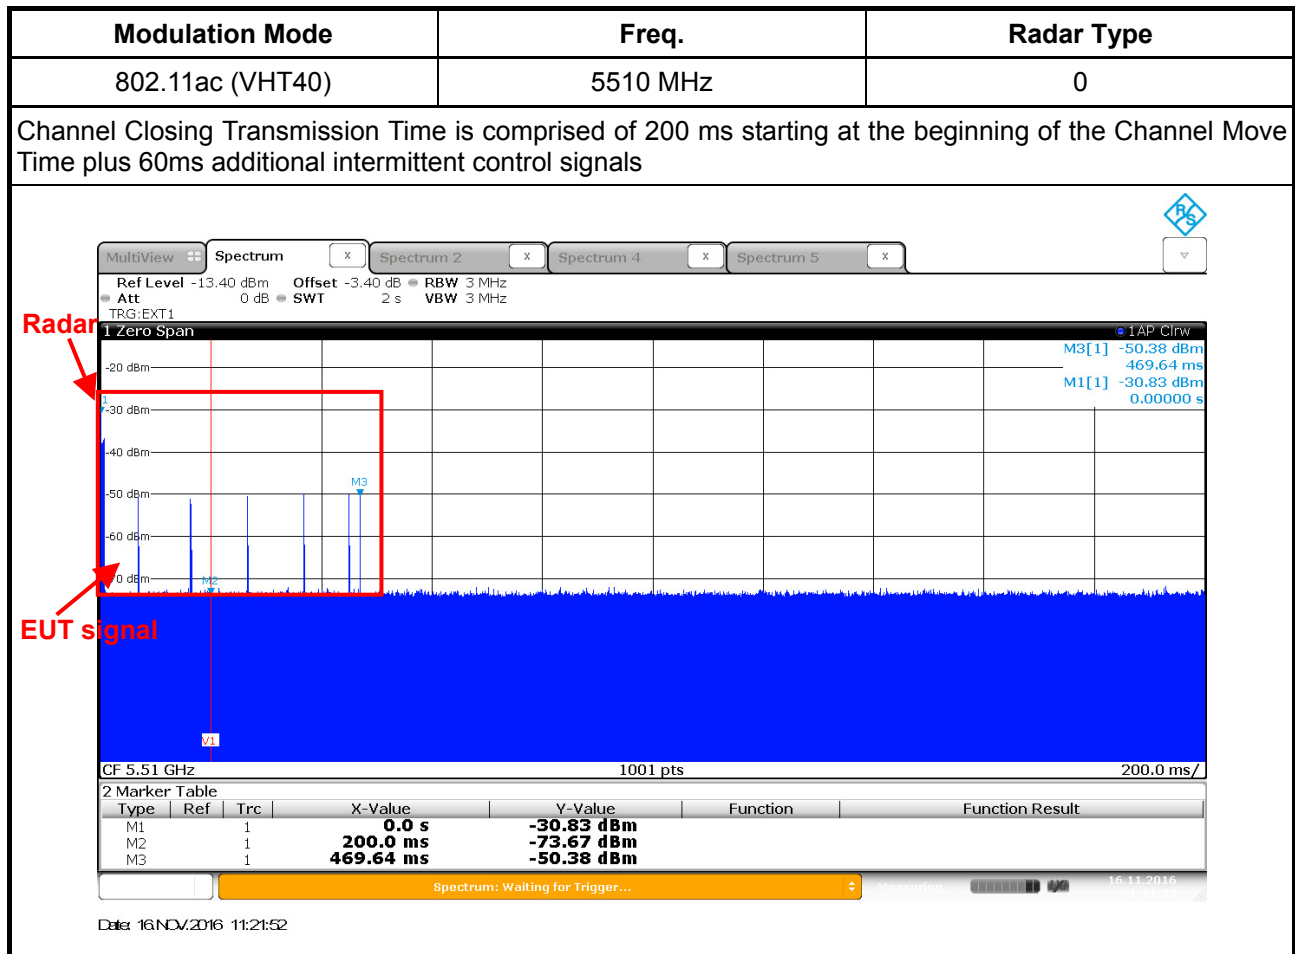 Modulation Mode Freq. Radar Type
802.11ac (VHT40) 5510 MHz 0
Channel Closing Transmission Time is comprised of 200 ms starting at the beginning of the Channel Move
Time plus 60ms additional intermittent control signals
R/S
MultiView Spectrum x Spectrum 2 x Spectrum 4 x Spectrum 5 x
Ref Level -13.40 dBm Offset -3.40 dB RBW 3 MHz
Att 0 dB SWT 2 s VBW 3 MHz
TRG:EXT1
Radar
1 Zero Span 1AP Clrw
M3[1] -50.38 dBm
469.64 ms
M1[1] -30.83 dBm
0.00000 s
-20 dBm
1
-30 dBm
-40 dBm
M3
-50 dBm
-60 dBm
70 dBm
M2
EUT signal
V1
CF 5.51 GHz 1001 pts 200.0 ms/
2 Marker Table
Type Ref Trc X-Value Y-Value Function Function Result
M1 1 0.0 s -30.83 dBm
M2 1 200.0 ms -73.67 dBm
M3 1 469.64 ms -50.38 dBm
Spectrum: Waiting for Trigger... Measuring... 16.11.2016
Date: 16.NOV.2016 11:21:52